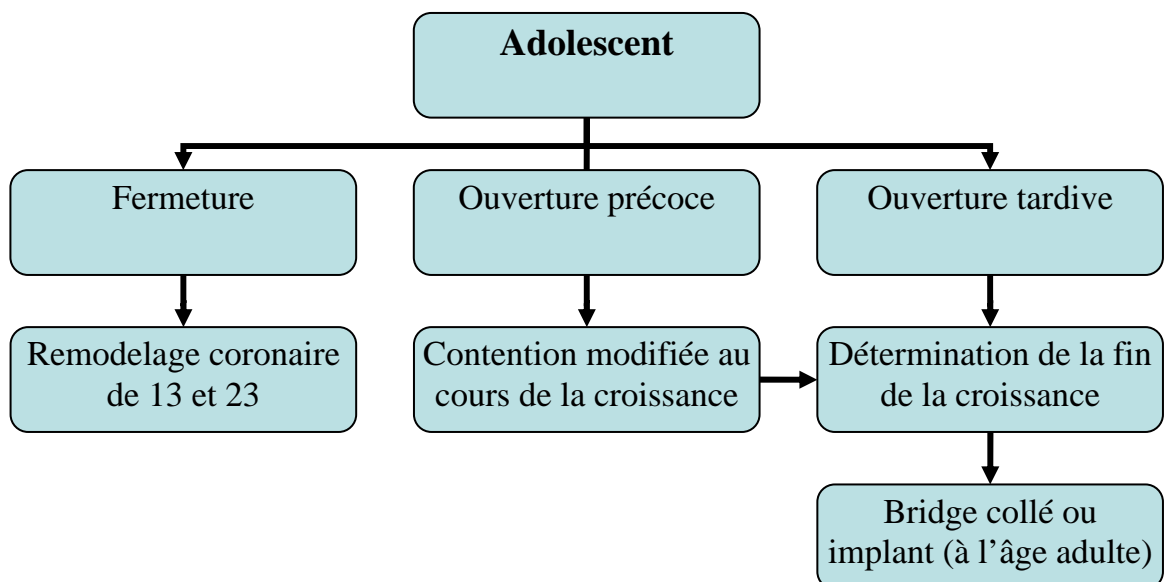 Adolescent
Fermeture
Ouverture précoce
Ouverture tardive
Remodelage coronaire
de 13 et 23
Contention modifiée au
cours de la croissance
Détermination de la fin
de la croissance
Bridge collé ou
implant (à l’âge adulte)